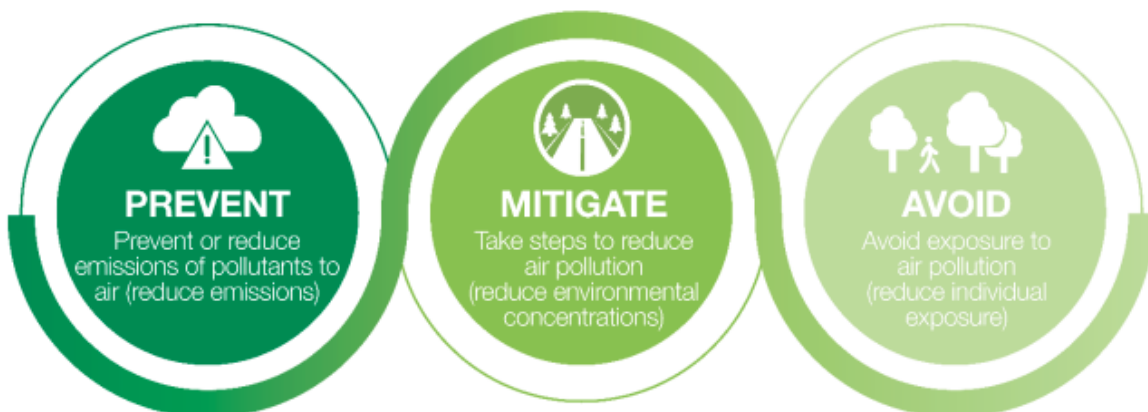 PREVENT
Prevent or reduce
emissions of pollutants to
air (reduce emissions)
MITIGATE
Take steps to reduce
air pollution
(reduce environmental
concentrations)
AVOID
Avoid exposure to
air pollution
(reduce individual
exposure)